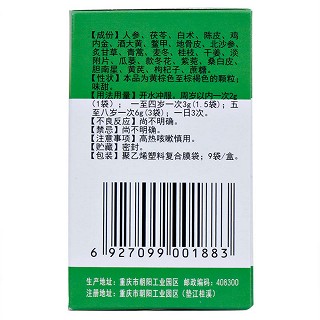 【成份】人参、茯苓、白术、陈皮、鸡
内金、酒大黄、鳖甲、地骨皮、北沙参、
炙甘草、青蒿、麦冬、桂枝、干姜、淡
附片、瓜蒌、款冬花、紫菀、桑白皮、
胆南星、黄芪、枸杞子、蔗糖。
【性状】本品为黄棕色至棕褐色的颗粒;
味甜。
【用法用量】开水冲服,周岁以内一次2g
(1袋);一至四岁一次3g(1.5袋);五
至八岁一次6g(3袋);一日3次。
【不良反应】尚不明确。
【禁忌】尚不明确。
【注意事项】高热咳嗽慎用。
【贮藏】密封。
【包装】聚乙烯塑料复合膜袋;9袋/盒。
6 927099 001883
生产地址:重庆市朝阳工业园区 邮政编码:408300
注册地址:重庆市朝阳工业园区(垫江桂溪)